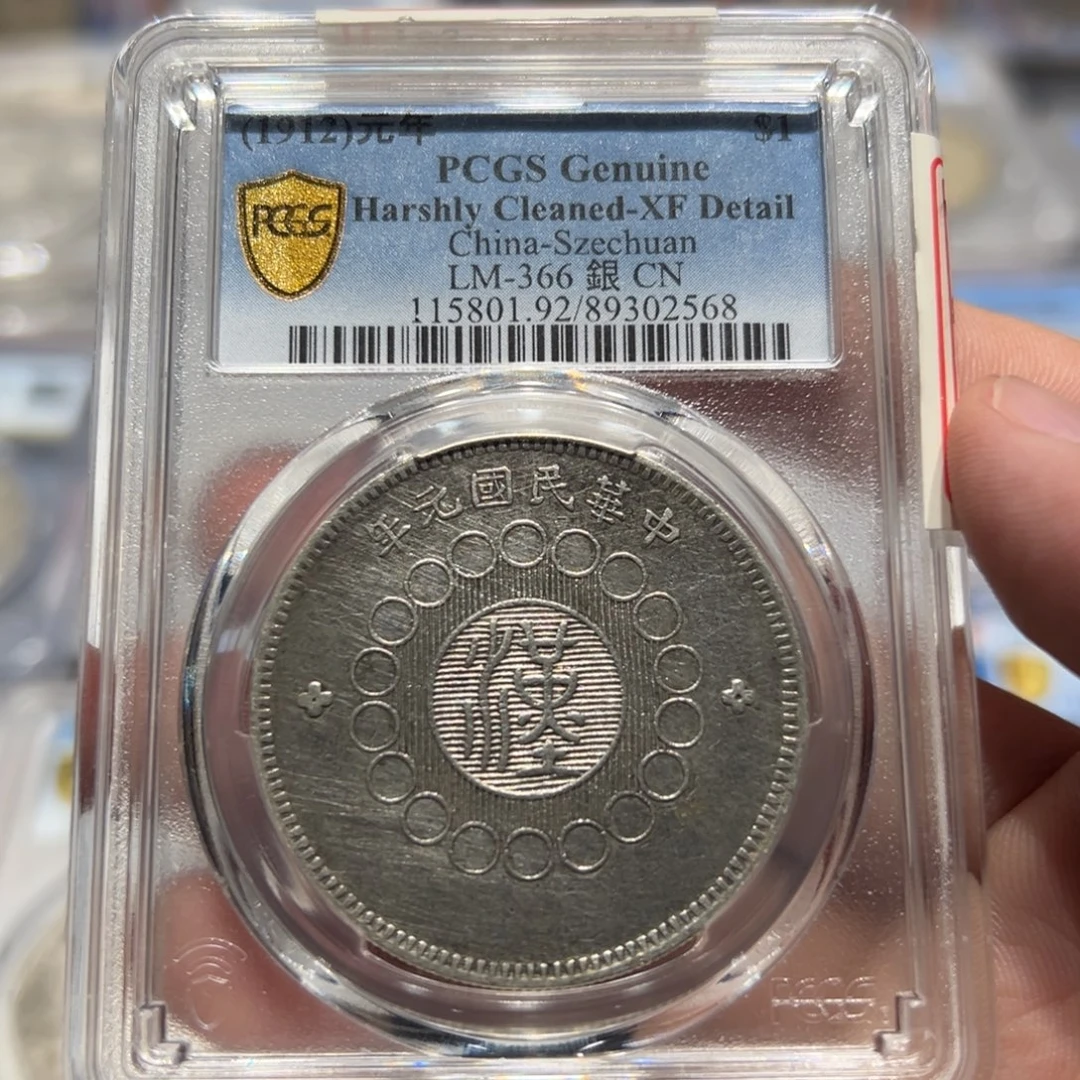 (1912)元年 $1
PCGS Genuine
PCGS
Harshly Cleaned-XF Detail
China-Szechuan
LM-366 銀 CN
115801.92/89302568
中華民國元年
漢
PCGS